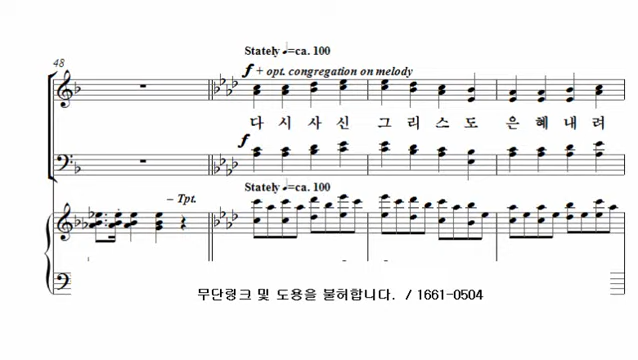 Stately ♩=ca. 100
48
f + opt. congregation on melody
다 시 사 신 그 리 스 도 은 혜 내 려
f
Stately ♩=ca. 100
– Tpt.
무단링크 및 도용을 불허합니다. / 1661-0504